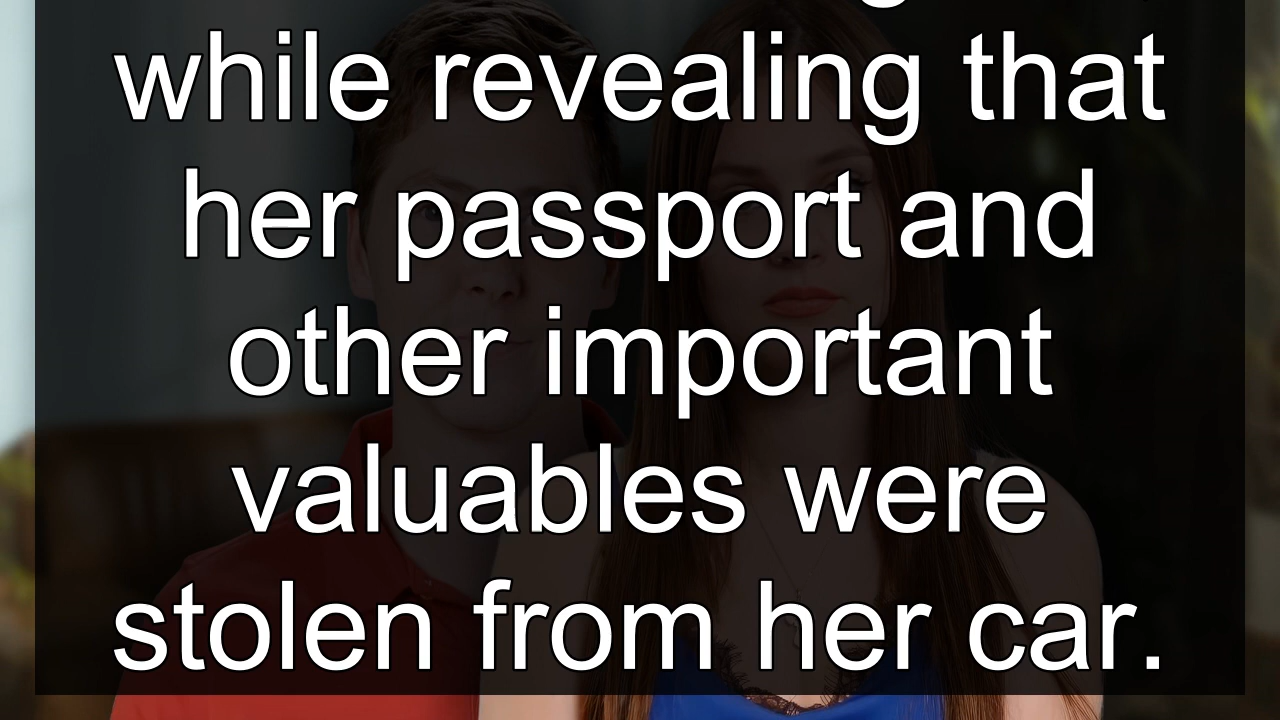 while revealing that
her passport and
other important
valuables were
stolen from her car.